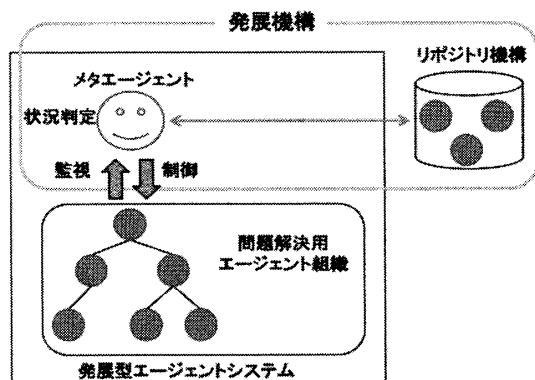 発展機構
リポジトリ機構
メタエージェント
状況判定
監視
制御
問題解決用
エージェント組織
発展型エージェントシステム